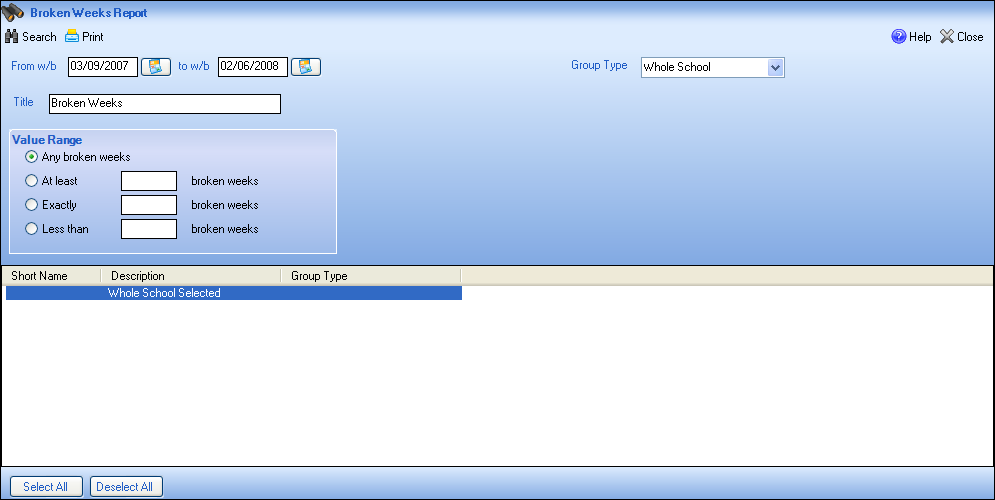 Broken Weeks Report
Search Print Help Close
From w/b 03/09/2007 to w/b 02/06/2008 Group Type Whole School
Title Broken Weeks
Value Range
Any broken weeks
At least broken weeks
Exactly broken weeks
Less than broken weeks
Short Name Description Group Type
Whole School Selected
Select All Deselect All